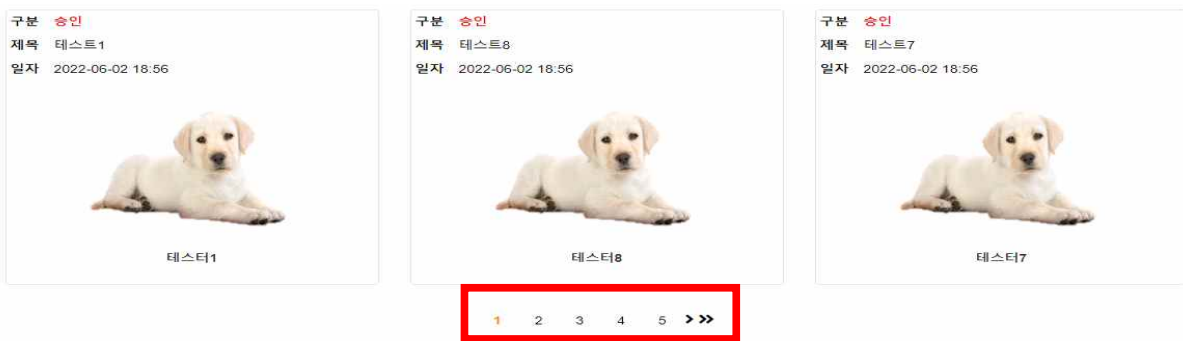 구분 승인
제목 테스트1
일자 2022-06-02 18:56
테스터1
구분 승인
제목 테스트8
일자 2022-06-02 18:56
테스터8
구분 승인
제목 테스트7
일자 2022-06-02 18:56
테스터7
1 2 3 4 5 > >>